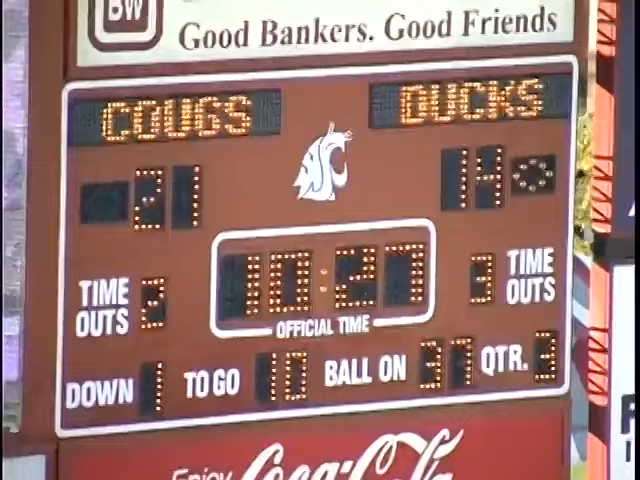 BW
Good Bankers. Good Friends
COUGS DUCKS
21 14
10:27
TIME OUTS 2
3 TIME OUTS
OFFICIAL TIME
DOWN 1 TO GO 10 BALL ON 37 QTR. 3
Enjoy Coca-Cola